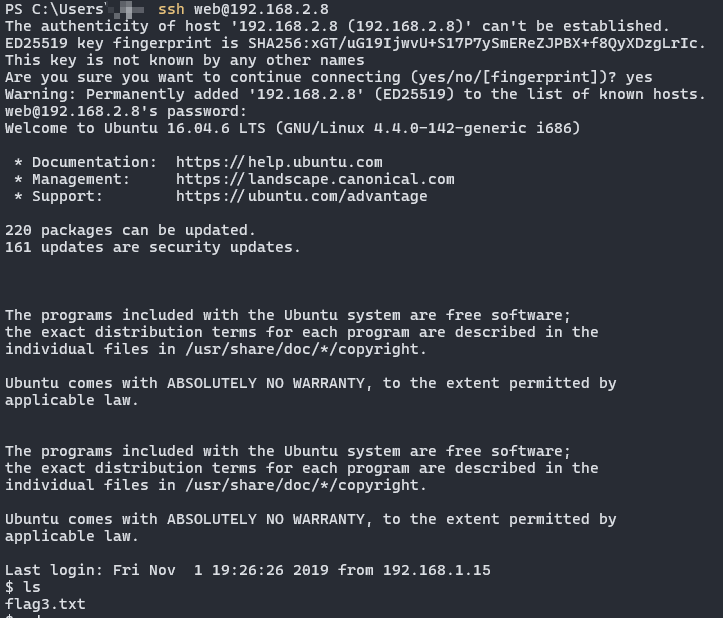 PS C:\Users\ ssh web@192.168.2.8
The authenticity of host '192.168.2.8 (192.168.2.8)' can't be established.
ED25519 key fingerprint is SHA256:xGT/uG19IjwvU+S17P7ySmEReZJPBX+f8QyXDzgLrIc.
This key is not known by any other names
Are you sure you want to continue connecting (yes/no/[fingerprint])? yes
Warning: Permanently added '192.168.2.8' (ED25519) to the list of known hosts.
web@192.168.2.8's password:
Welcome to Ubuntu 16.04.6 LTS (GNU/Linux 4.4.0-142-generic i686)
* Documentation: https://help.ubuntu.com
* Management: https://landscape.canonical.com
* Support: https://ubuntu.com/advantage
220 packages can be updated.
161 updates are security updates.
The programs included with the Ubuntu system are free software;
the exact distribution terms for each program are described in the
individual files in /usr/share/doc/*/copyright.
Ubuntu comes with ABSOLUTELY NO WARRANTY, to the extent permitted by
applicable law.
The programs included with the Ubuntu system are free software;
the exact distribution terms for each program are described in the
individual files in /usr/share/doc/*/copyright.
Ubuntu comes with ABSOLUTELY NO WARRANTY, to the extent permitted by
applicable law.
Last login: Fri Nov  1 19:26:26 2019 from 192.168.1.15
$ ls
flag3.txt